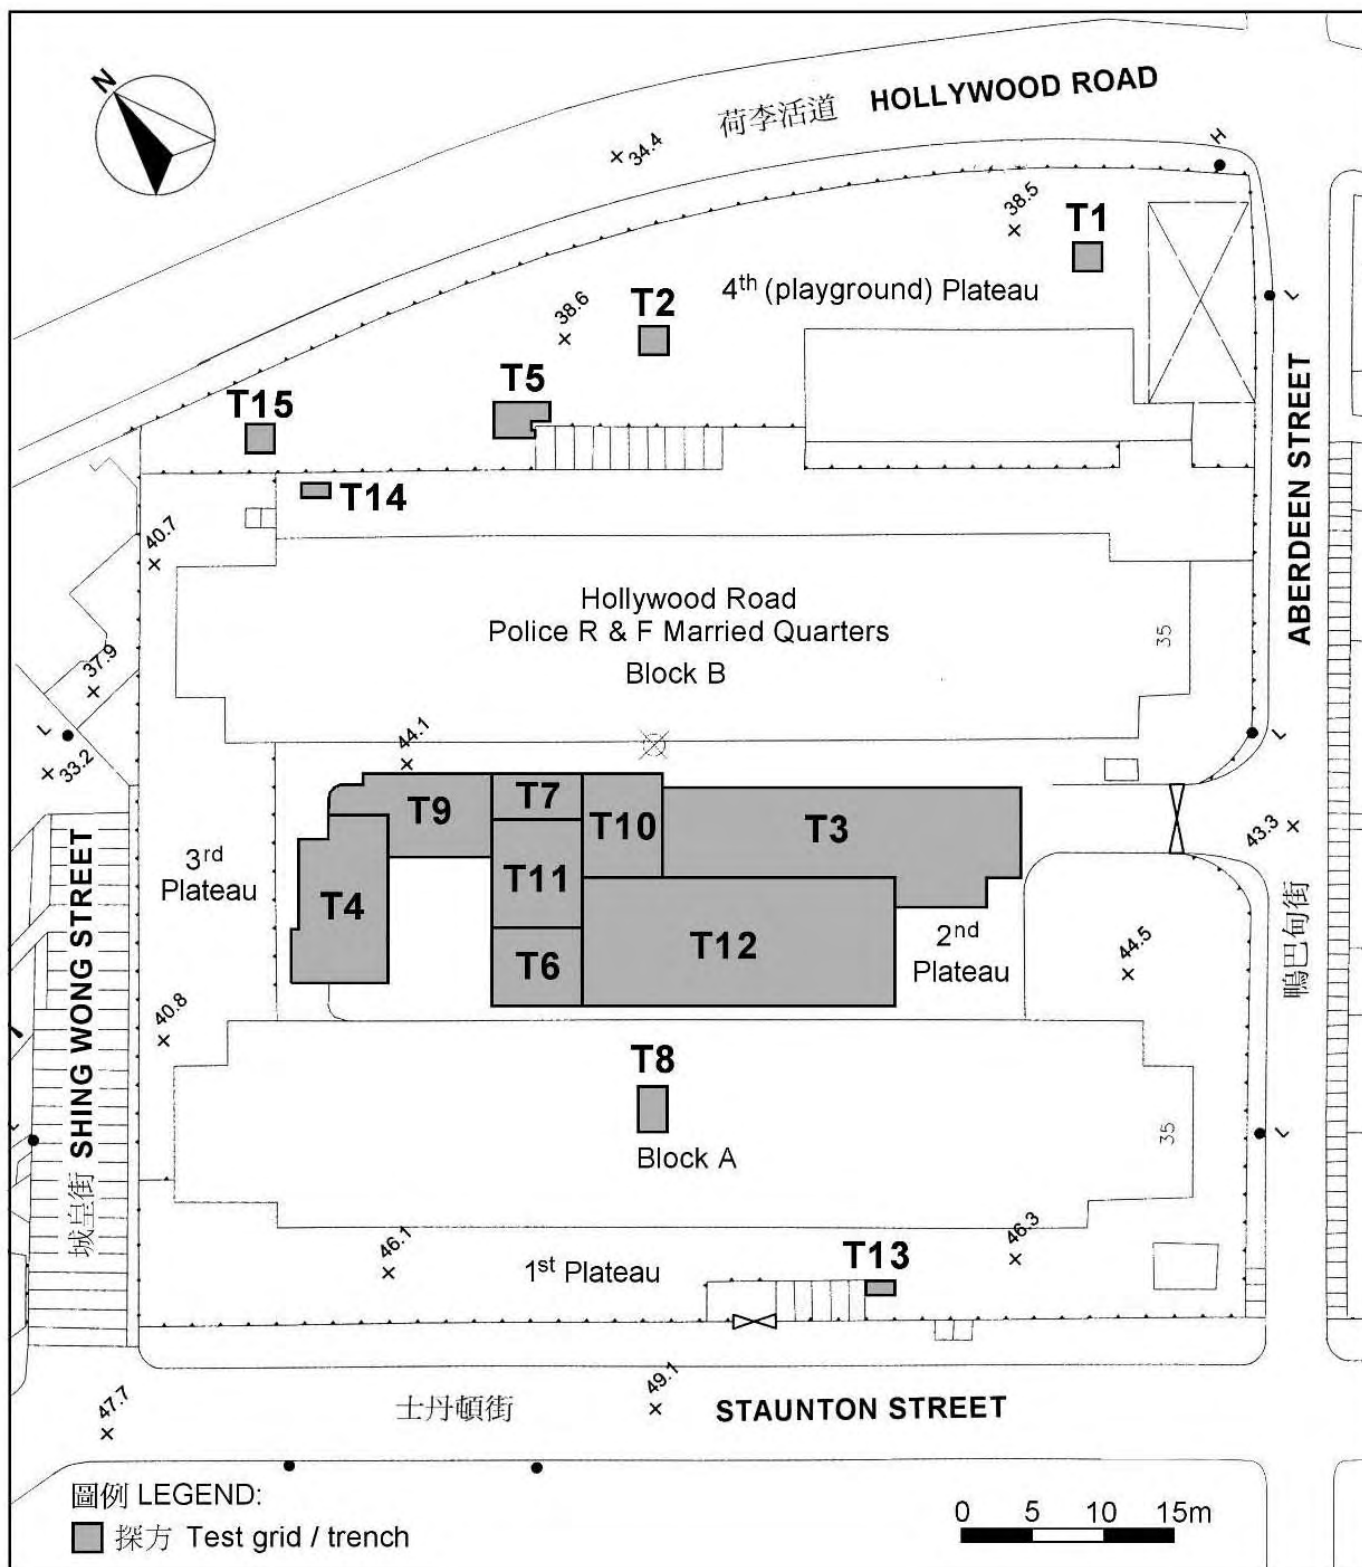 N
荷李活道 HOLLYWOOD ROAD
34.4
H
38.5
T1
4th (playground) Plateau
38.6
T2
L
T5
T15
ABERDEEN STREET
鴨巴甸街
T14
40.7
Hollywood Road
Police R & F Married Quarters
Block B
35
37.9
L
33.2
44.1
L
T9
T7
T10
T3
43.3
3rd
Plateau
T11
T4
T6
T12
2nd
Plateau
44.5
城皇街 SHING WONG STREET
40.8
T8
Block A
35
L
L
46.1
1st Plateau
T13
46.3
47.7
士丹頓街
49.1
STAUNTON STREET
圖例 LEGEND:
探方 Test grid / trench
0 5 10 15m